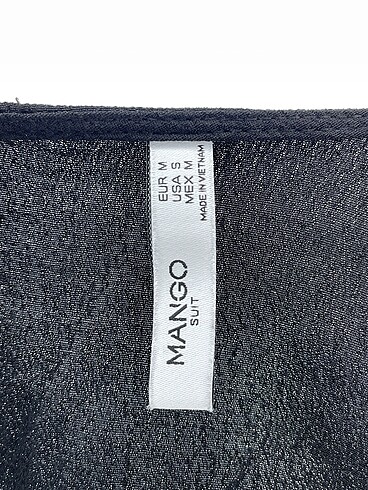 EUR M
USA S
MEX M
MADE IN VIETNAM
MANGO
SUIT